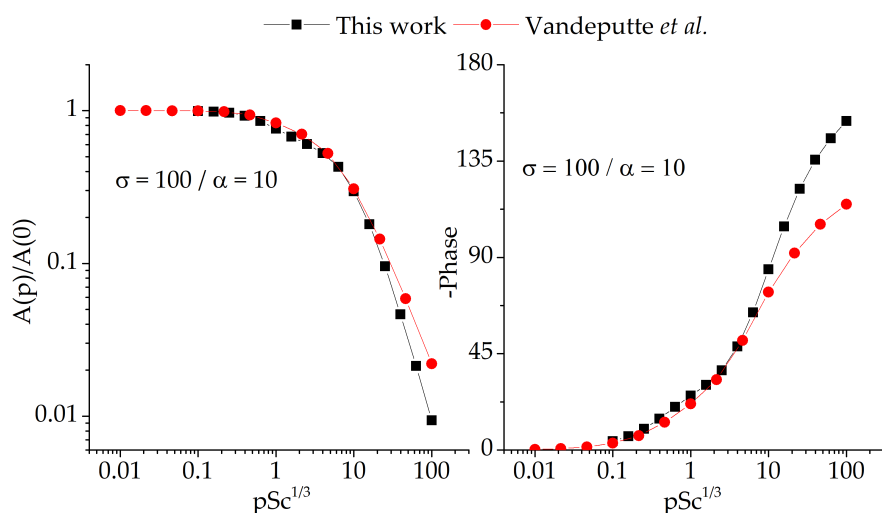 This work Vandeputte et al.
A(p)/A(0)
1
0.1
0.01
σ = 100 / α = 10
0.01 0.1 1 10 100
pSc1/3
-Phase
180
135
90
45
0
σ = 100 / α = 10
0.01 0.1 1 10 100
pSc1/3